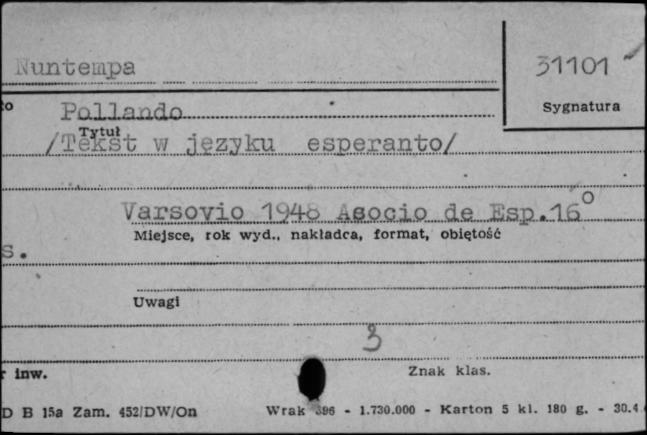 Nuntempa
31101
Sygnatura
to
Pollando
Tytuł
/Tekst w języku esperanto/
Varsovio 1948 Asocio de Esp.16°
Miejsce, rok wyd., nakładca, format, objętość
s.
Uwagi
3
r inw.
Znak klas.
D B 15a Zam. 452/DW/On
Wrak 396 - 1.730.000 - Karton 5 kl. 180 g. - 30.4